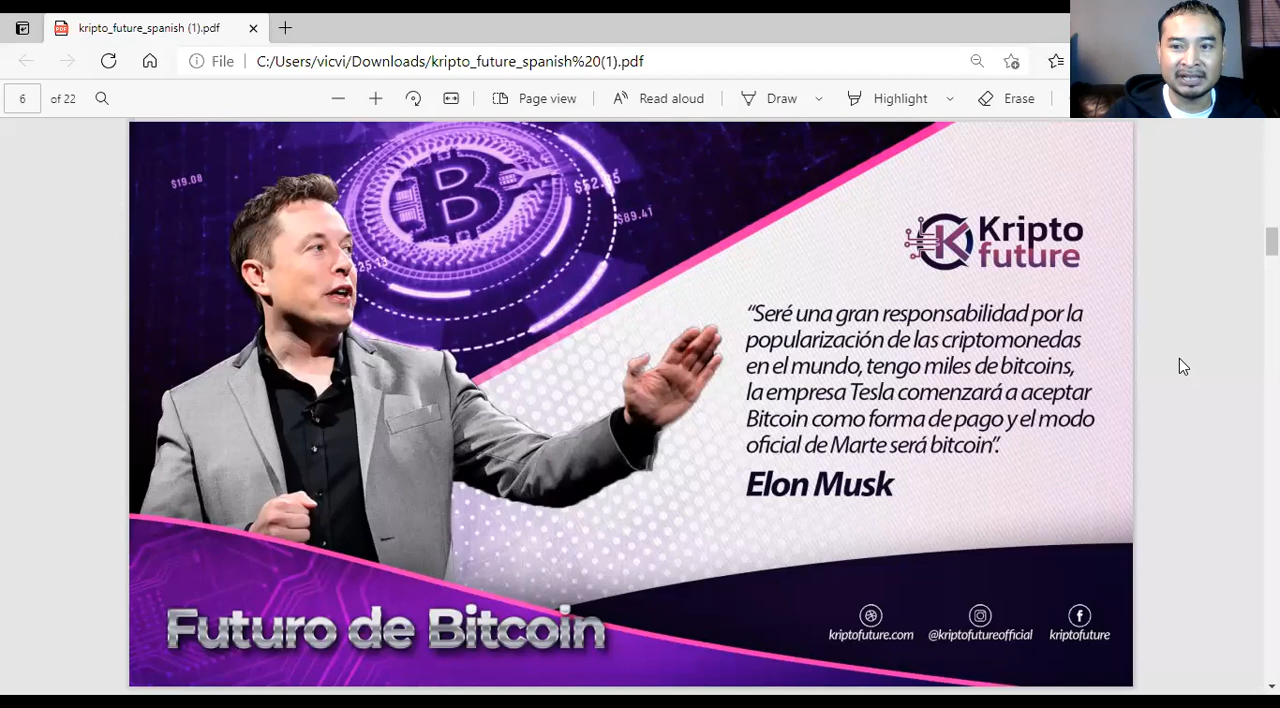 kripto_future_spanish (1).pdf
File C:/Users/vicvi/Downloads/kripto_future_spanish%20(1).pdf
6 of 22 Page view Read aloud Draw Highlight Erase
$19.08
$89.41
Kripto
future
“Seré una gran responsabilidad por la
popularización de las criptomonedas
en el mundo, tengo miles de bitcoins,
la empresa Tesla comenzará a aceptar
Bitcoin como forma de pago y el modo
oficial de Marte será bitcoin”.
Elon Musk
Futuro de Bitcoin
kriptofuture.com @kriptofutureofficial kriptofuture